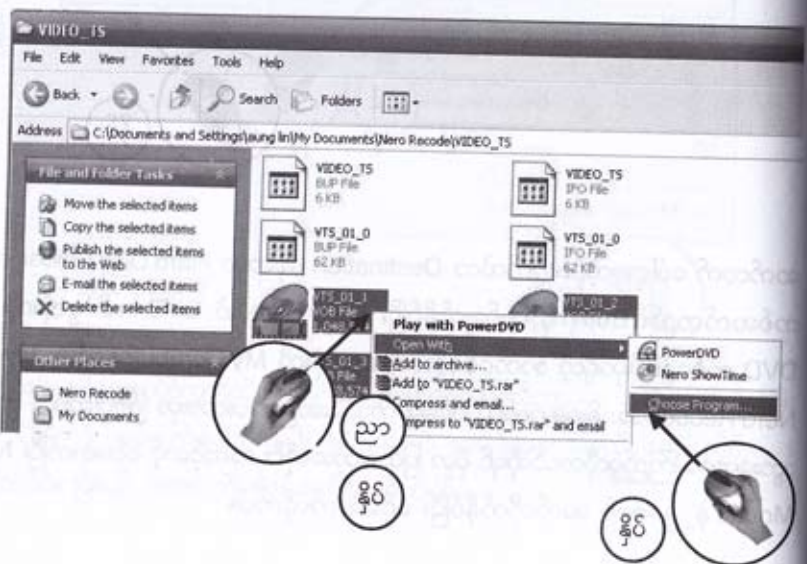 VIDEO_TS
File Edit View Favorites Tools Help
Back Search Folders
Address C:\Documents and Settings\aung lin\My Documents\Nero Recode\VIDEO_TS
File and Folder Tasks
Move the selected items
Copy the selected items
Publish the selected items
to the Web
E-mail the selected items
Delete the selected items
Other Places
Nero Recode
My Documents
VIDEO_TS
BUP File
6 KB
VIDEO_TS
IFO File
6 KB
VTS_01_0
BUP File
62 KB
VTS_01_0
IFO File
62 KB
VTS_01_1
VOB File
VTS_01_2
Play with PowerDVD
Open With
Add to archive...
Add to "VIDEO_TS.rar"
Compress and email...
Compress to "VIDEO_TS.rar" and email
PowerDVD
Nero ShowTime
Choose Program...
ညာ
နှိပ်
နှိပ်